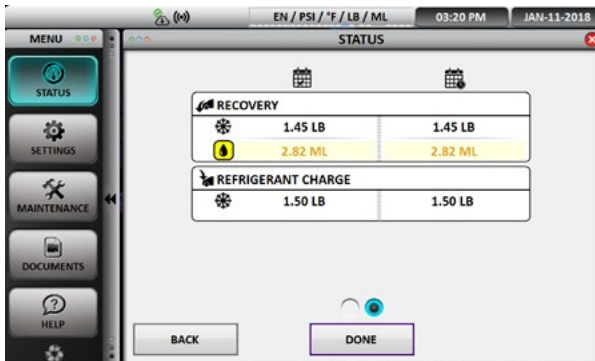 EN / PSI / °F / LB / ML
03:20 PM
JAN-11-2018
MENU
STATUS
STATUS
RECOVERY
1.45 LB 1.45 LB
2.82 ML 2.82 ML
REFRIGERANT CHARGE
1.50 LB 1.50 LB
SETTINGS
MAINTENANCE
DOCUMENTS
HELP
BACK
DONE